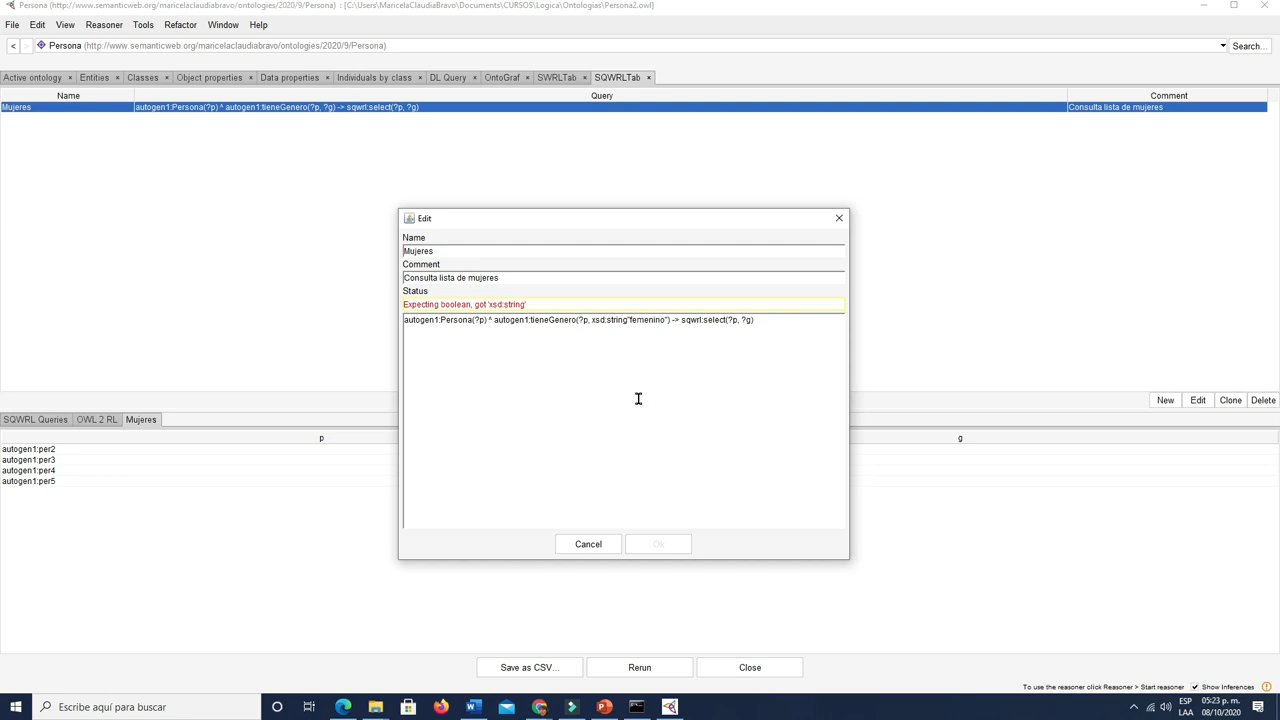 Persona (http://www.semanticweb.org/maricelaclaudiabravo/ontologies/2020/9/Persona) : [C:\Users\MaricelaClaudiaBravo\Documents\CURSOS\Logica\Ontologias\Persona2.owl]
File Edit View Reasoner Tools Refactor Window Help
< > Persona (http://www.semanticweb.org/maricelaclaudiabravo/ontologies/2020/9/Persona) Search...
Active ontology × Entities × Classes × Object properties × Data properties × Individuals by class × DL Query × OntoGraf × SWRLTab × SQWRLTab ×
Name Query Comment
Mujeres autogen1:Persona(?p) ^ autogen1:tieneGenero(?p, ?g) -> sqwrl:select(?p, ?g) Consulta lista de mujeres
Edit
Name
Mujeres
Comment
Consulta lista de mujeres
Status
Expecting boolean, got 'xsd:string'
autogen1:Persona(?p) ^ autogen1:tieneGenero(?p, xsd:string"femenino") -> sqwrl:select(?p, ?g)
Cancel Ok
New Edit Clone Delete
SQWRL Queries OWL 2 RL Mujeres
p g
autogen1:per2
autogen1:per3
autogen1:per4
autogen1:per5
Save as CSV... Rerun Close
To use the reasoner click Reasoner > Start reasoner Show Inferences
Escribe aquí para buscar
ESP 05:23 p. m.
LAA 08/10/2020